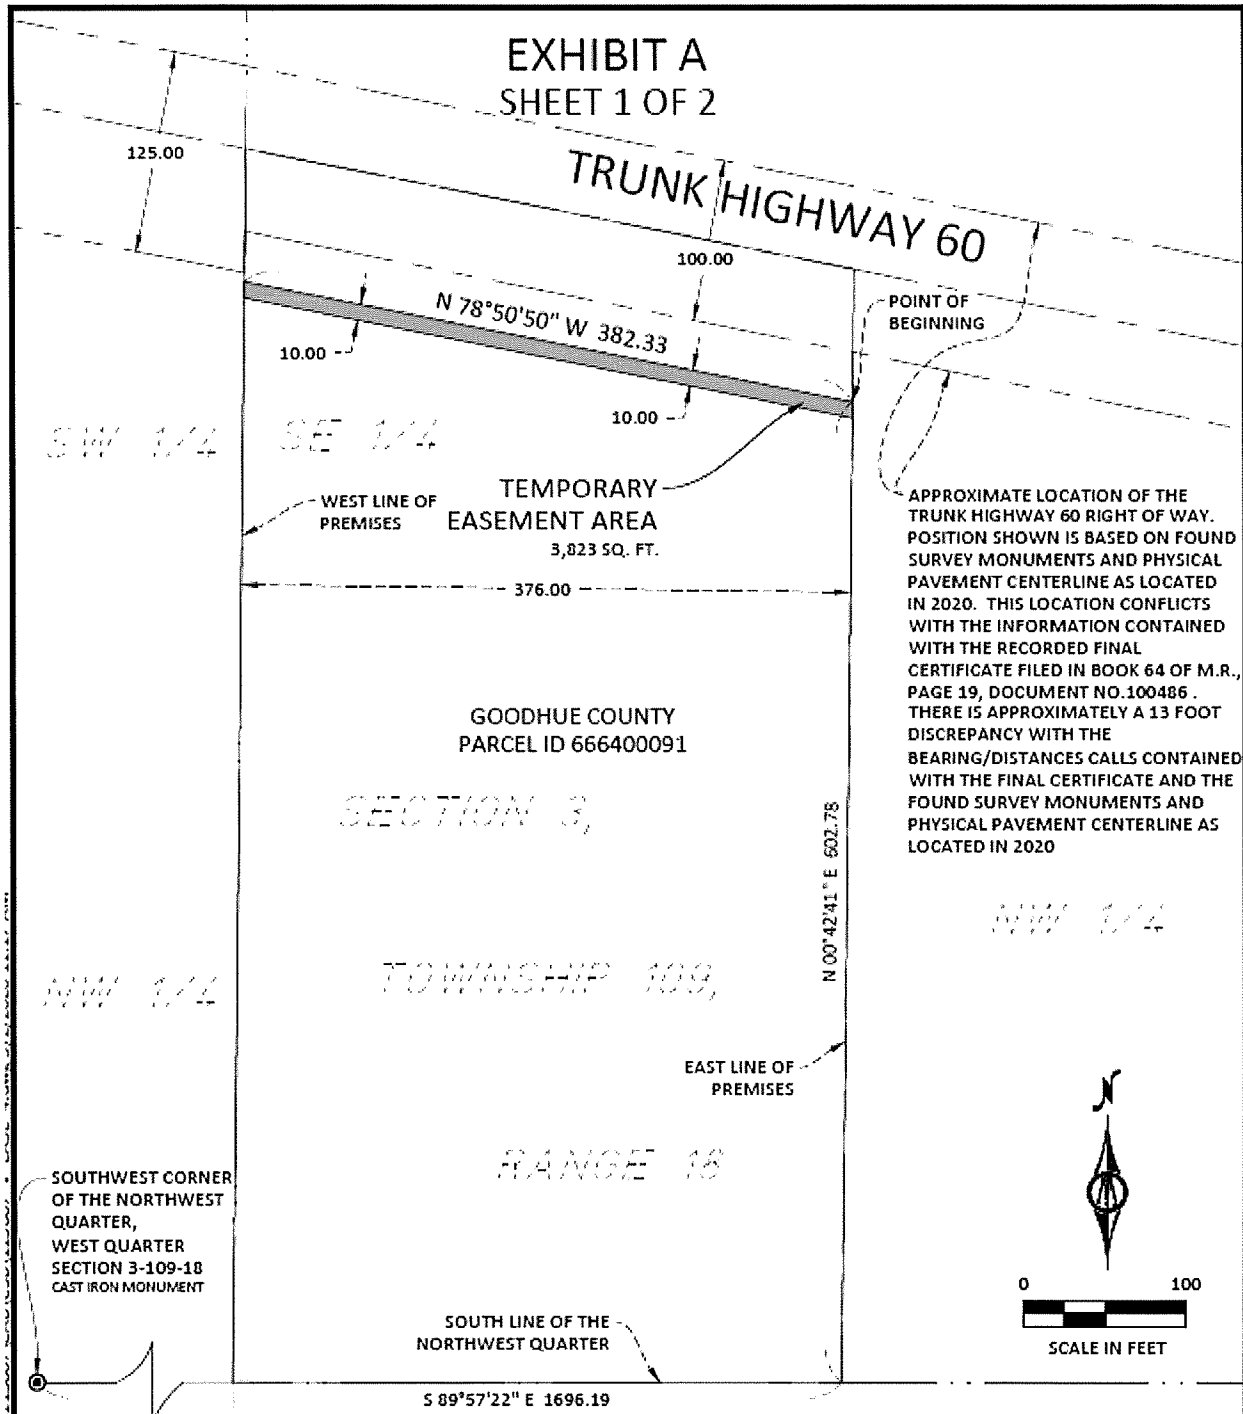 EXHIBIT A
SHEET 1 OF 2
125.00
TRUNK HIGHWAY 60
100.00
N 78°50'50" W 382.33
POINT OF
BEGINNING
10.00
10.00
SW 1/4
SE 1/4
WEST LINE OF
PREMISES
TEMPORARY
EASEMENT AREA
3,823 SQ. FT.
376.00
APPROXIMATE LOCATION OF THE
TRUNK HIGHWAY 60 RIGHT OF WAY.
POSITION SHOWN IS BASED ON FOUND
SURVEY MONUMENTS AND PHYSICAL
PAVEMENT CENTERLINE AS LOCATED
IN 2020. THIS LOCATION CONFLICTS
WITH THE INFORMATION CONTAINED
WITH THE RECORDED FINAL
CERTIFICATE FILED IN BOOK 64 OF M.R.,
PAGE 19, DOCUMENT NO.100486 .
THERE IS APPROXIMATELY A 13 FOOT
DISCREPANCY WITH THE
BEARING/DISTANCES CALLS CONTAINED
WITH THE FINAL CERTIFICATE AND THE
FOUND SURVEY MONUMENTS AND
PHYSICAL PAVEMENT CENTERLINE AS
LOCATED IN 2020
GOODHUE COUNTY
PARCEL ID 666400091
SECTION 3,
N 00°42'41" E 602.78
NW 1/4
NW 1/4
TOWNSHIP 109,
EAST LINE OF
PREMISES
N
RANGE 18
SOUTHWEST CORNER
OF THE NORTHWEST
QUARTER,
WEST QUARTER
SECTION 3-109-18
CAST IRON MONUMENT
0 100
SCALE IN FEET
SOUTH LINE OF THE
NORTHWEST QUARTER
S 89°57'22" E 1696.19